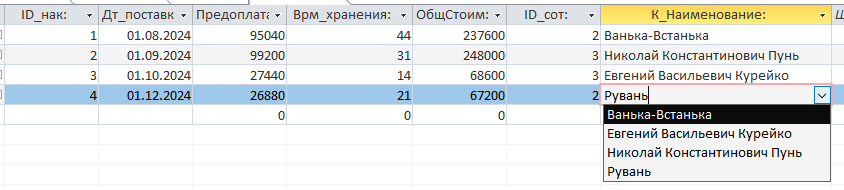 ID_нак: Дт_поставк Предоплата Врм_хранения: ОбщСтоим: ID_сот: К_Наименование:
1 01.08.2024 95040 44 237600 2 Ванька-Встанька
2 01.09.2024 99200 31 248000 3 Николай Константинович Пунь
3 01.10.2024 27440 14 68600 3 Евгений Васильевич Курейко
4 01.12.2024 26880 21 67200 2 Рувань
0 0 0
Ванька-Встанька
Евгений Васильевич Курейко
Николай Константинович Пунь
Рувань